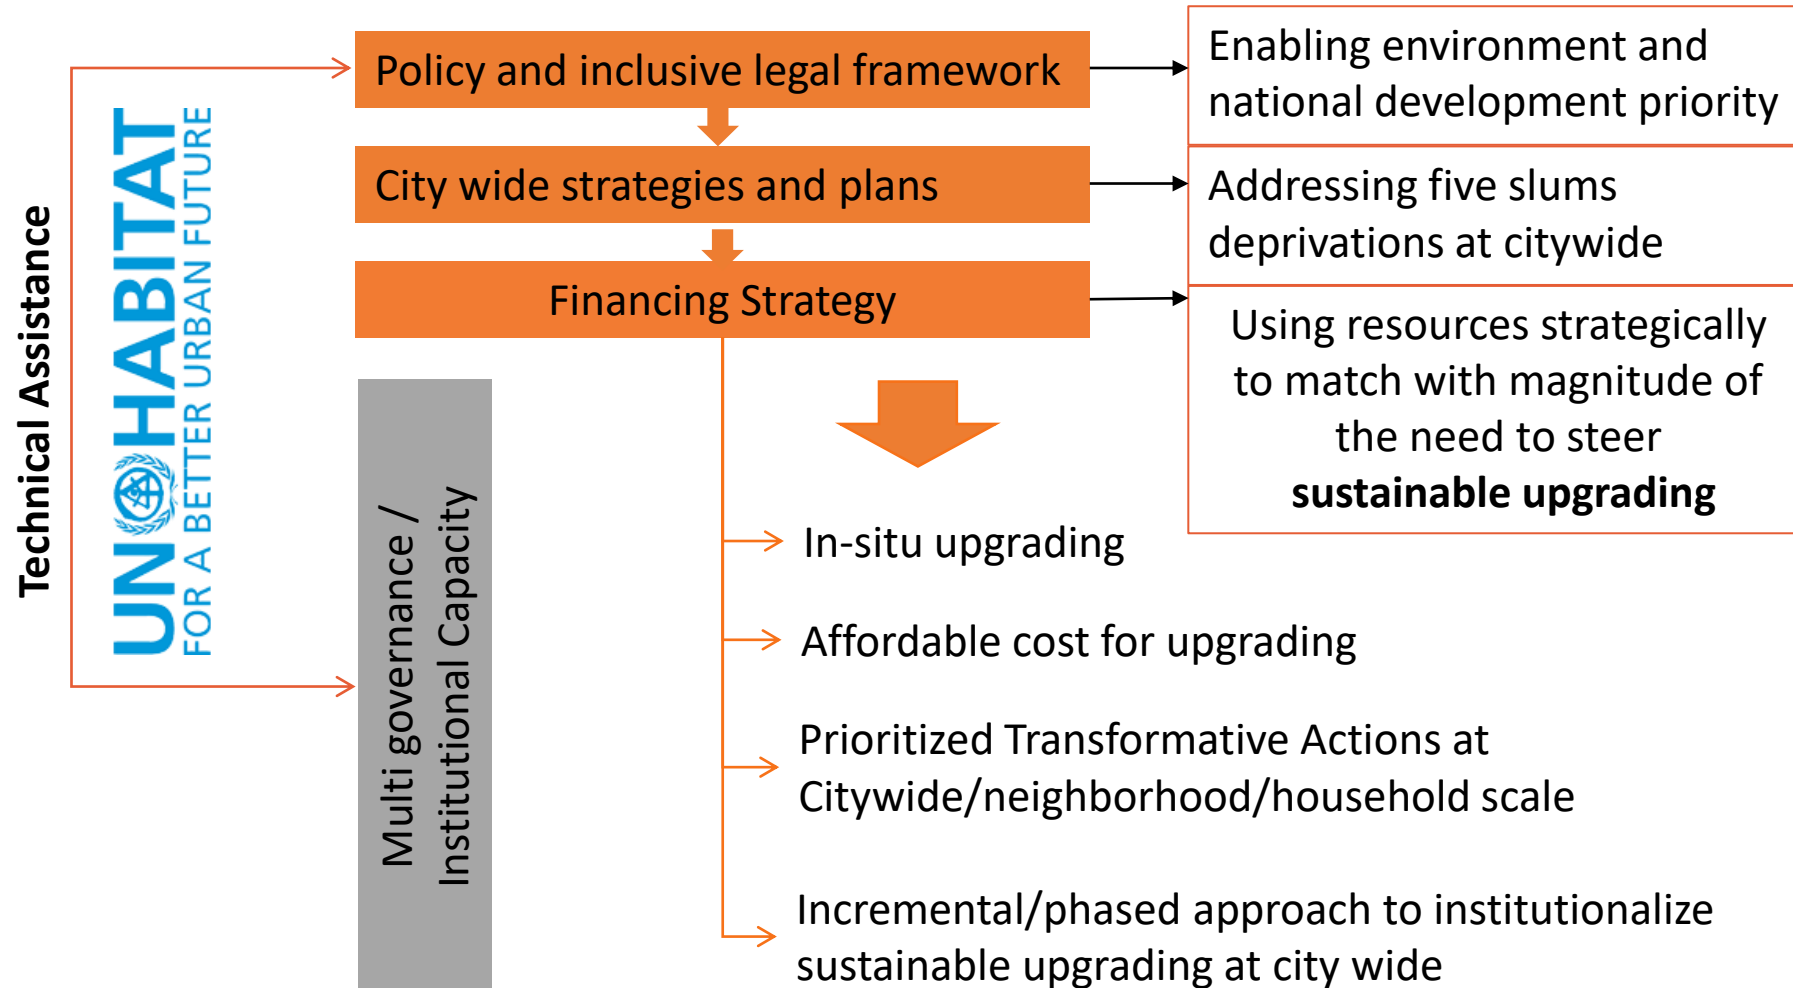 Technical Assistance
UN HABITAT
FOR A BETTER URBAN FUTURE
Policy and inclusive legal framework
Enabling environment and
national development priority
City wide strategies and plans
Addressing five slums
deprivations at citywide
Financing Strategy
Using resources strategically
to match with magnitude of
the need to steer
sustainable upgrading
Multi governance /
Institutional Capacity
In-situ upgrading
Affordable cost for upgrading
Prioritized Transformative Actions at
Citywide/neighborhood/household scale
Incremental/phased approach to institutionalize
sustainable upgrading at city wide